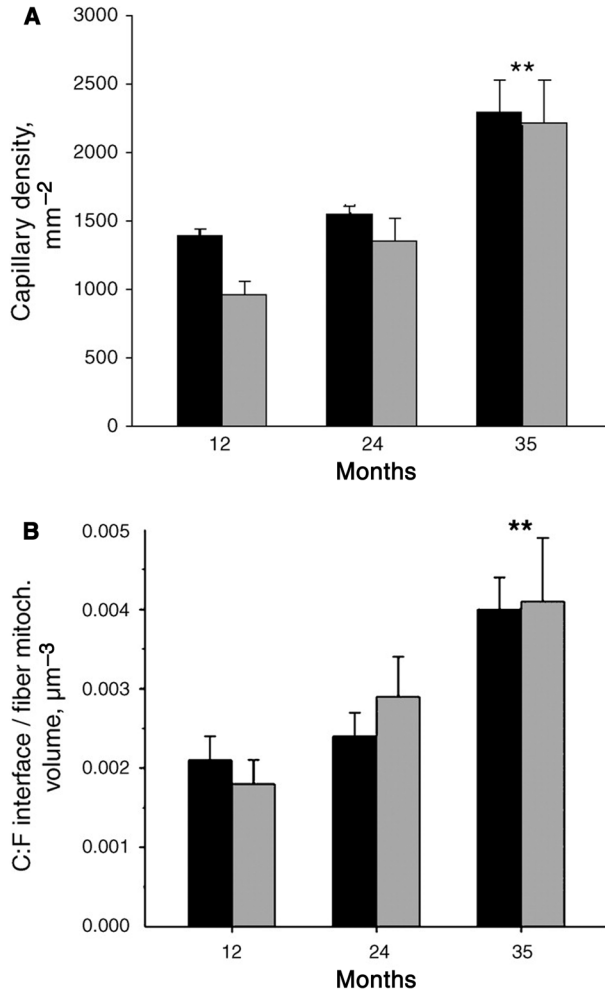 A
3000
2500
2000
1500
1000
500
0
Capillary density,
mm−2
**
12 24 35
Months
B
0.005
0.004
0.003
0.002
0.001
0.000
C:F interface / fiber mitoch.
volume, µm−3
**
12 24 35
Months